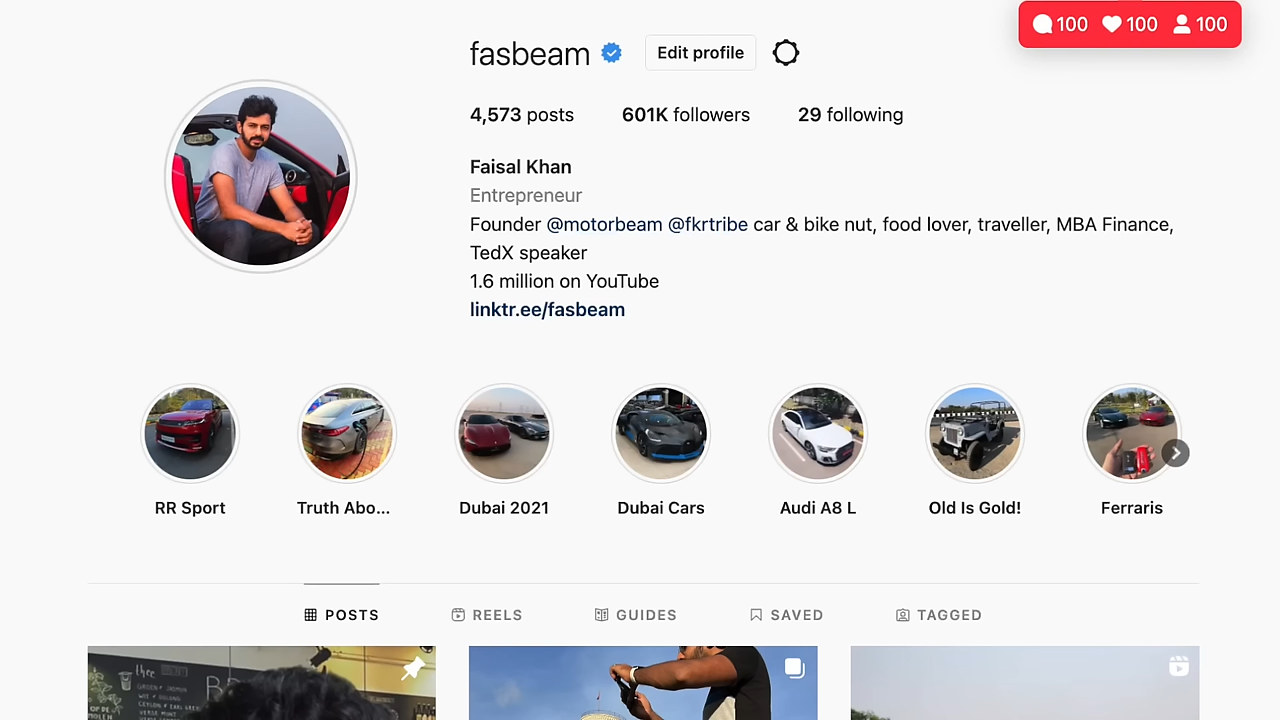 100 100 100
fasbeam Edit profile
4,573 posts 601K followers 29 following
Faisal Khan
Entrepreneur
Founder @motorbeam @fkrtribe car & bike nut, food lover, traveller, MBA Finance,
TedX speaker
1.6 million on YouTube
linktr.ee/fasbeam
RR Sport Truth Abo... Dubai 2021 Dubai Cars Audi A8 L Old Is Gold! Ferraris
POSTS REELS GUIDES SAVED TAGGED
thee